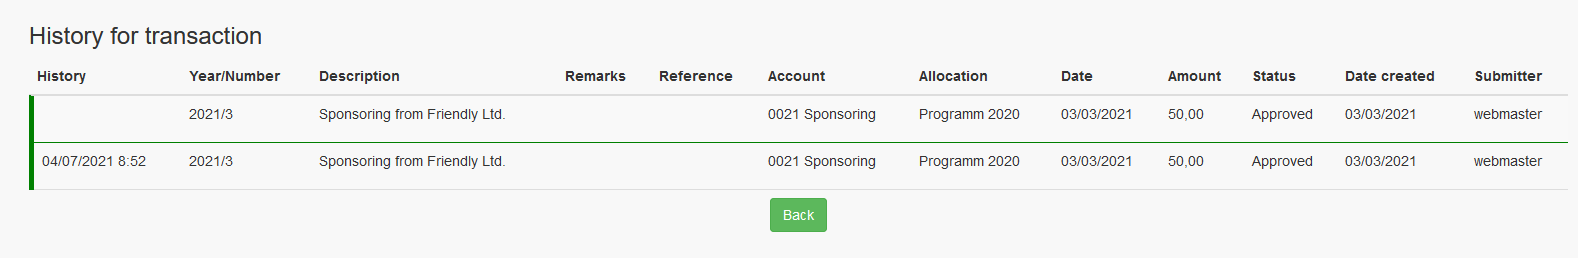 History for transaction
History Year/Number Description Remarks Reference Account Allocation Date Amount Status Date created Submitter
2021/3 Sponsoring from Friendly Ltd. 0021 Sponsoring Programm 2020 03/03/2021 50,00 Approved 03/03/2021 webmaster
04/07/2021 8:52 2021/3 Sponsoring from Friendly Ltd. 0021 Sponsoring Programm 2020 03/03/2021 50,00 Approved 03/03/2021 webmaster
Back